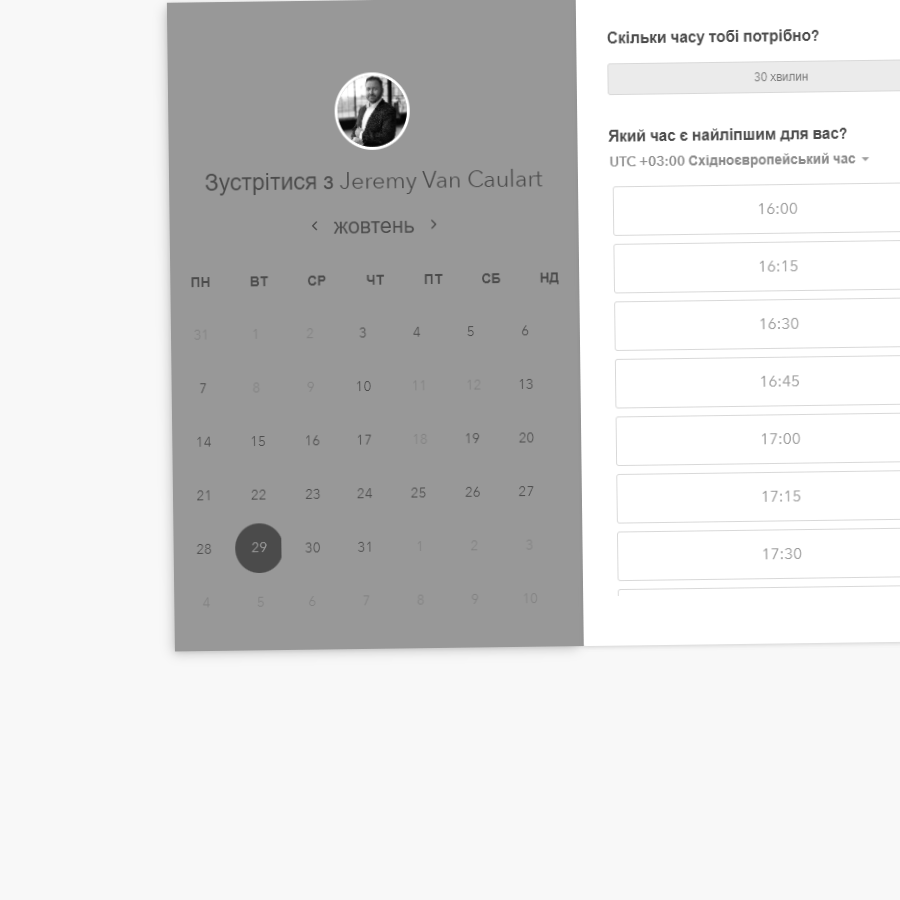 Зустрітися з Jeremy Van Caulart
жовтень
ПН ВТ СР ЧТ ПТ СБ НД
31 1 2 3 4 5 6
7 8 9 10 11 12 13
14 15 16 17 18 19 20
21 22 23 24 25 26 27
28 29 30 31 1 2 3
4 5 6 7 8 9 10
Скільки часу тобі потрібно?
30 хвилин
Який час є найліпшим для вас?
UTC +03:00 Східноєвропейський час
16:00
16:15
16:30
16:45
17:00
17:15
17:30